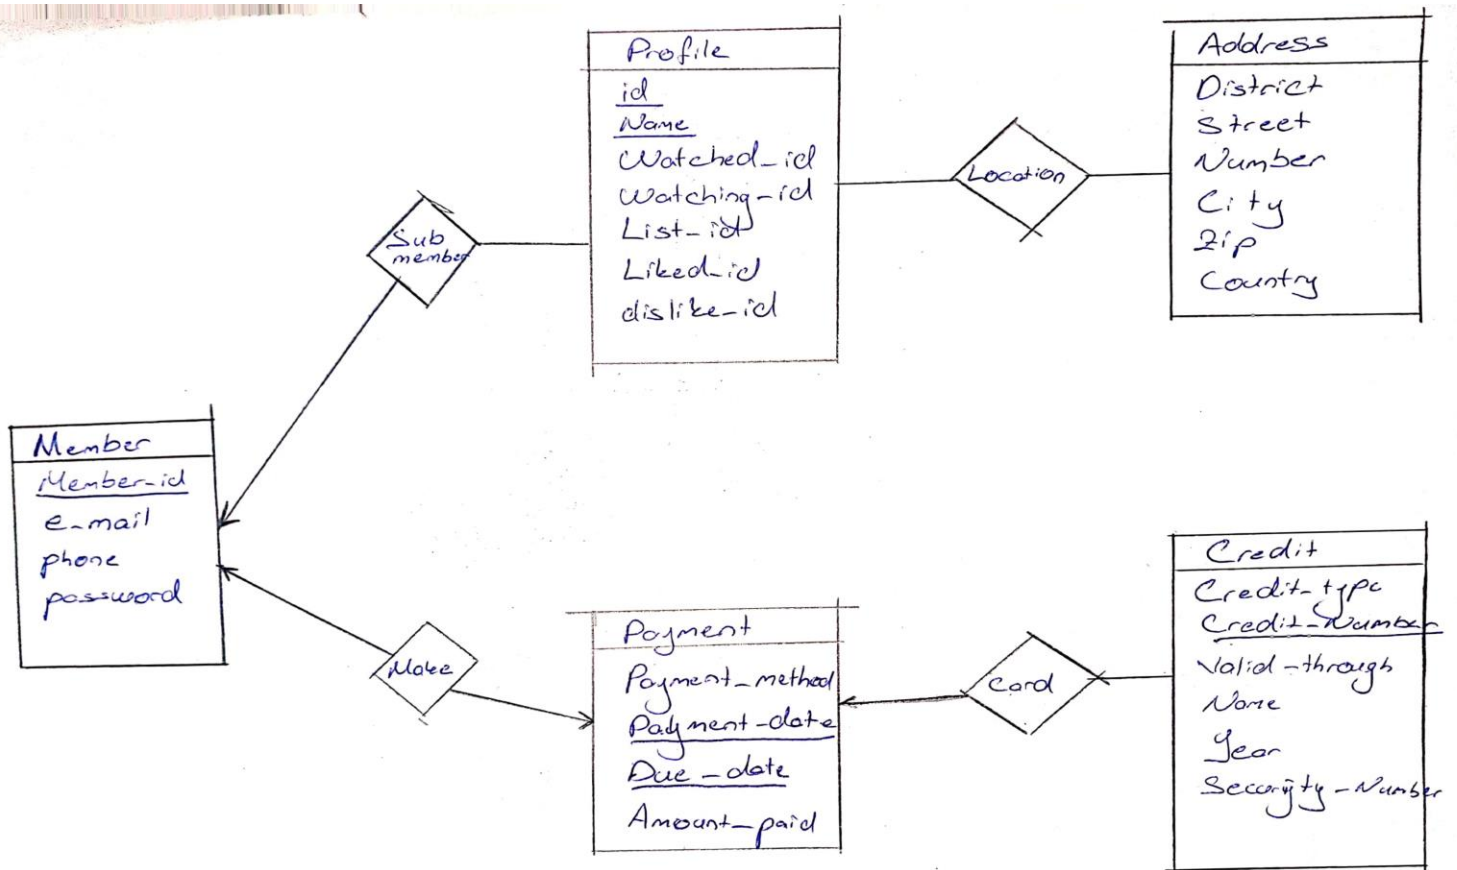 Profile
id
Name
Watched_id
Watching-id
List-id
Liked-id
dislike-id
Address
District
Street
Number
City
Zip
Country
Location
Sub
member
Member
Member-id
e-mail
phone
password
Make
Payment
Payment_method
Payment-date
Due-date
Amount-paid
Card
Credit
Credit-type
Credit-Number
Valid-through
Name
Year
Security-Number